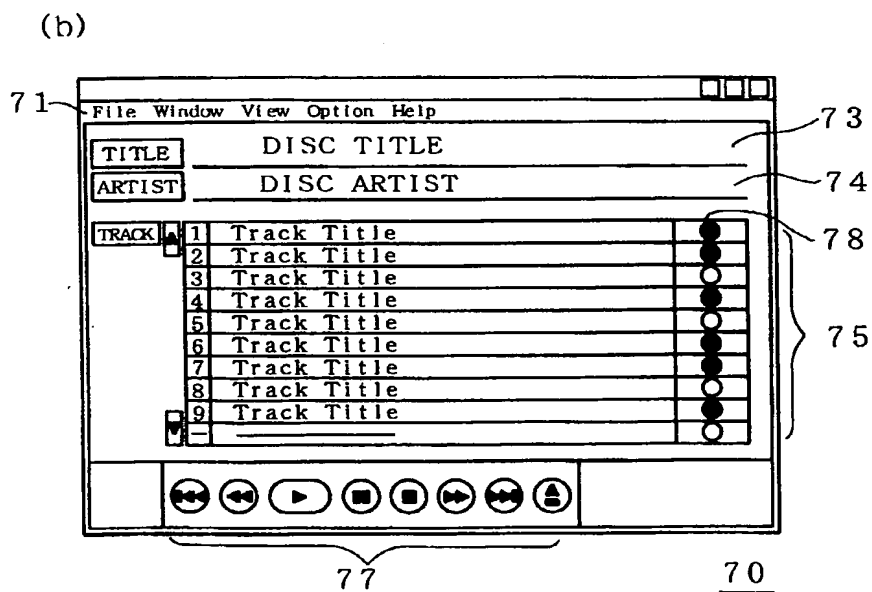 (b)
71 File Window View Option Help
TITLE DISC TITLE 73
ARTIST DISC ARTIST 74
TRACK 1 Track Title 78
2 Track Title
3 Track Title
4 Track Title
5 Track Title
6 Track Title 75
7 Track Title
8 Track Title
9 Track Title
77
70